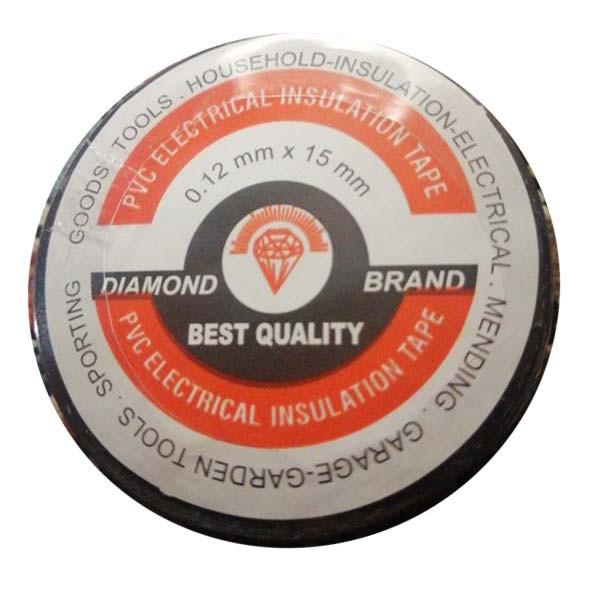 SPORTING GOODS . TOOLS . HOUSEHOLD-INSULATION-ELECTRICAL . MENDING . GARAGE-GARDEN TOOLS .
PVC ELECTRICAL INSULATION TAPE
0.12 mm x 15 mm
DIAMOND BRAND
BEST QUALITY
PVC ELECTRICAL INSULATION TAPE